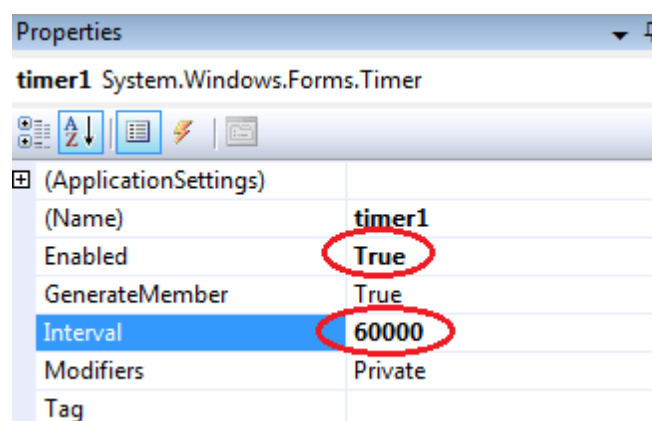 Properties
timer1 System.Windows.Forms.Timer
(ApplicationSettings)
(Name) timer1
Enabled True
GenerateMember True
Interval 60000
Modifiers Private
Tag